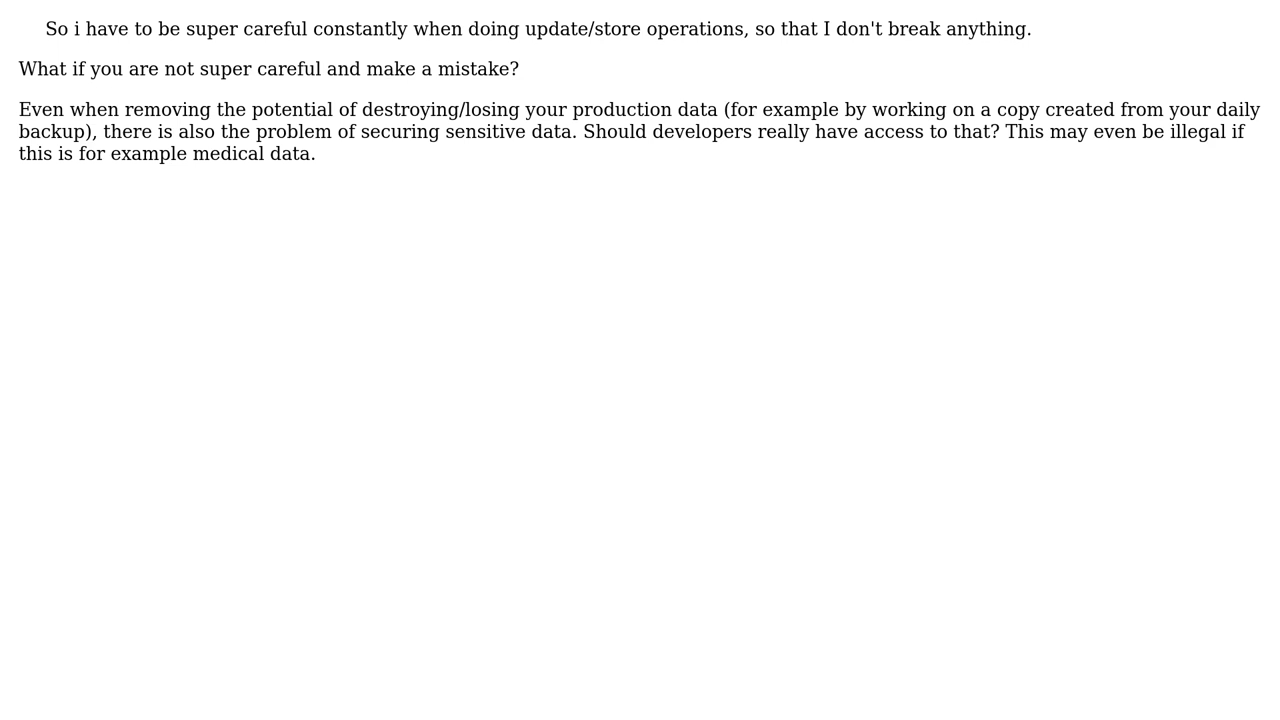 So i have to be super careful constantly when doing update/store operations, so that I don't break anything.
What if you are not super careful and make a mistake?
Even when removing the potential of destroying/losing your production data (for example by working on a copy created from your daily
backup), there is also the problem of securing sensitive data. Should developers really have access to that? This may even be illegal if
this is for example medical data.